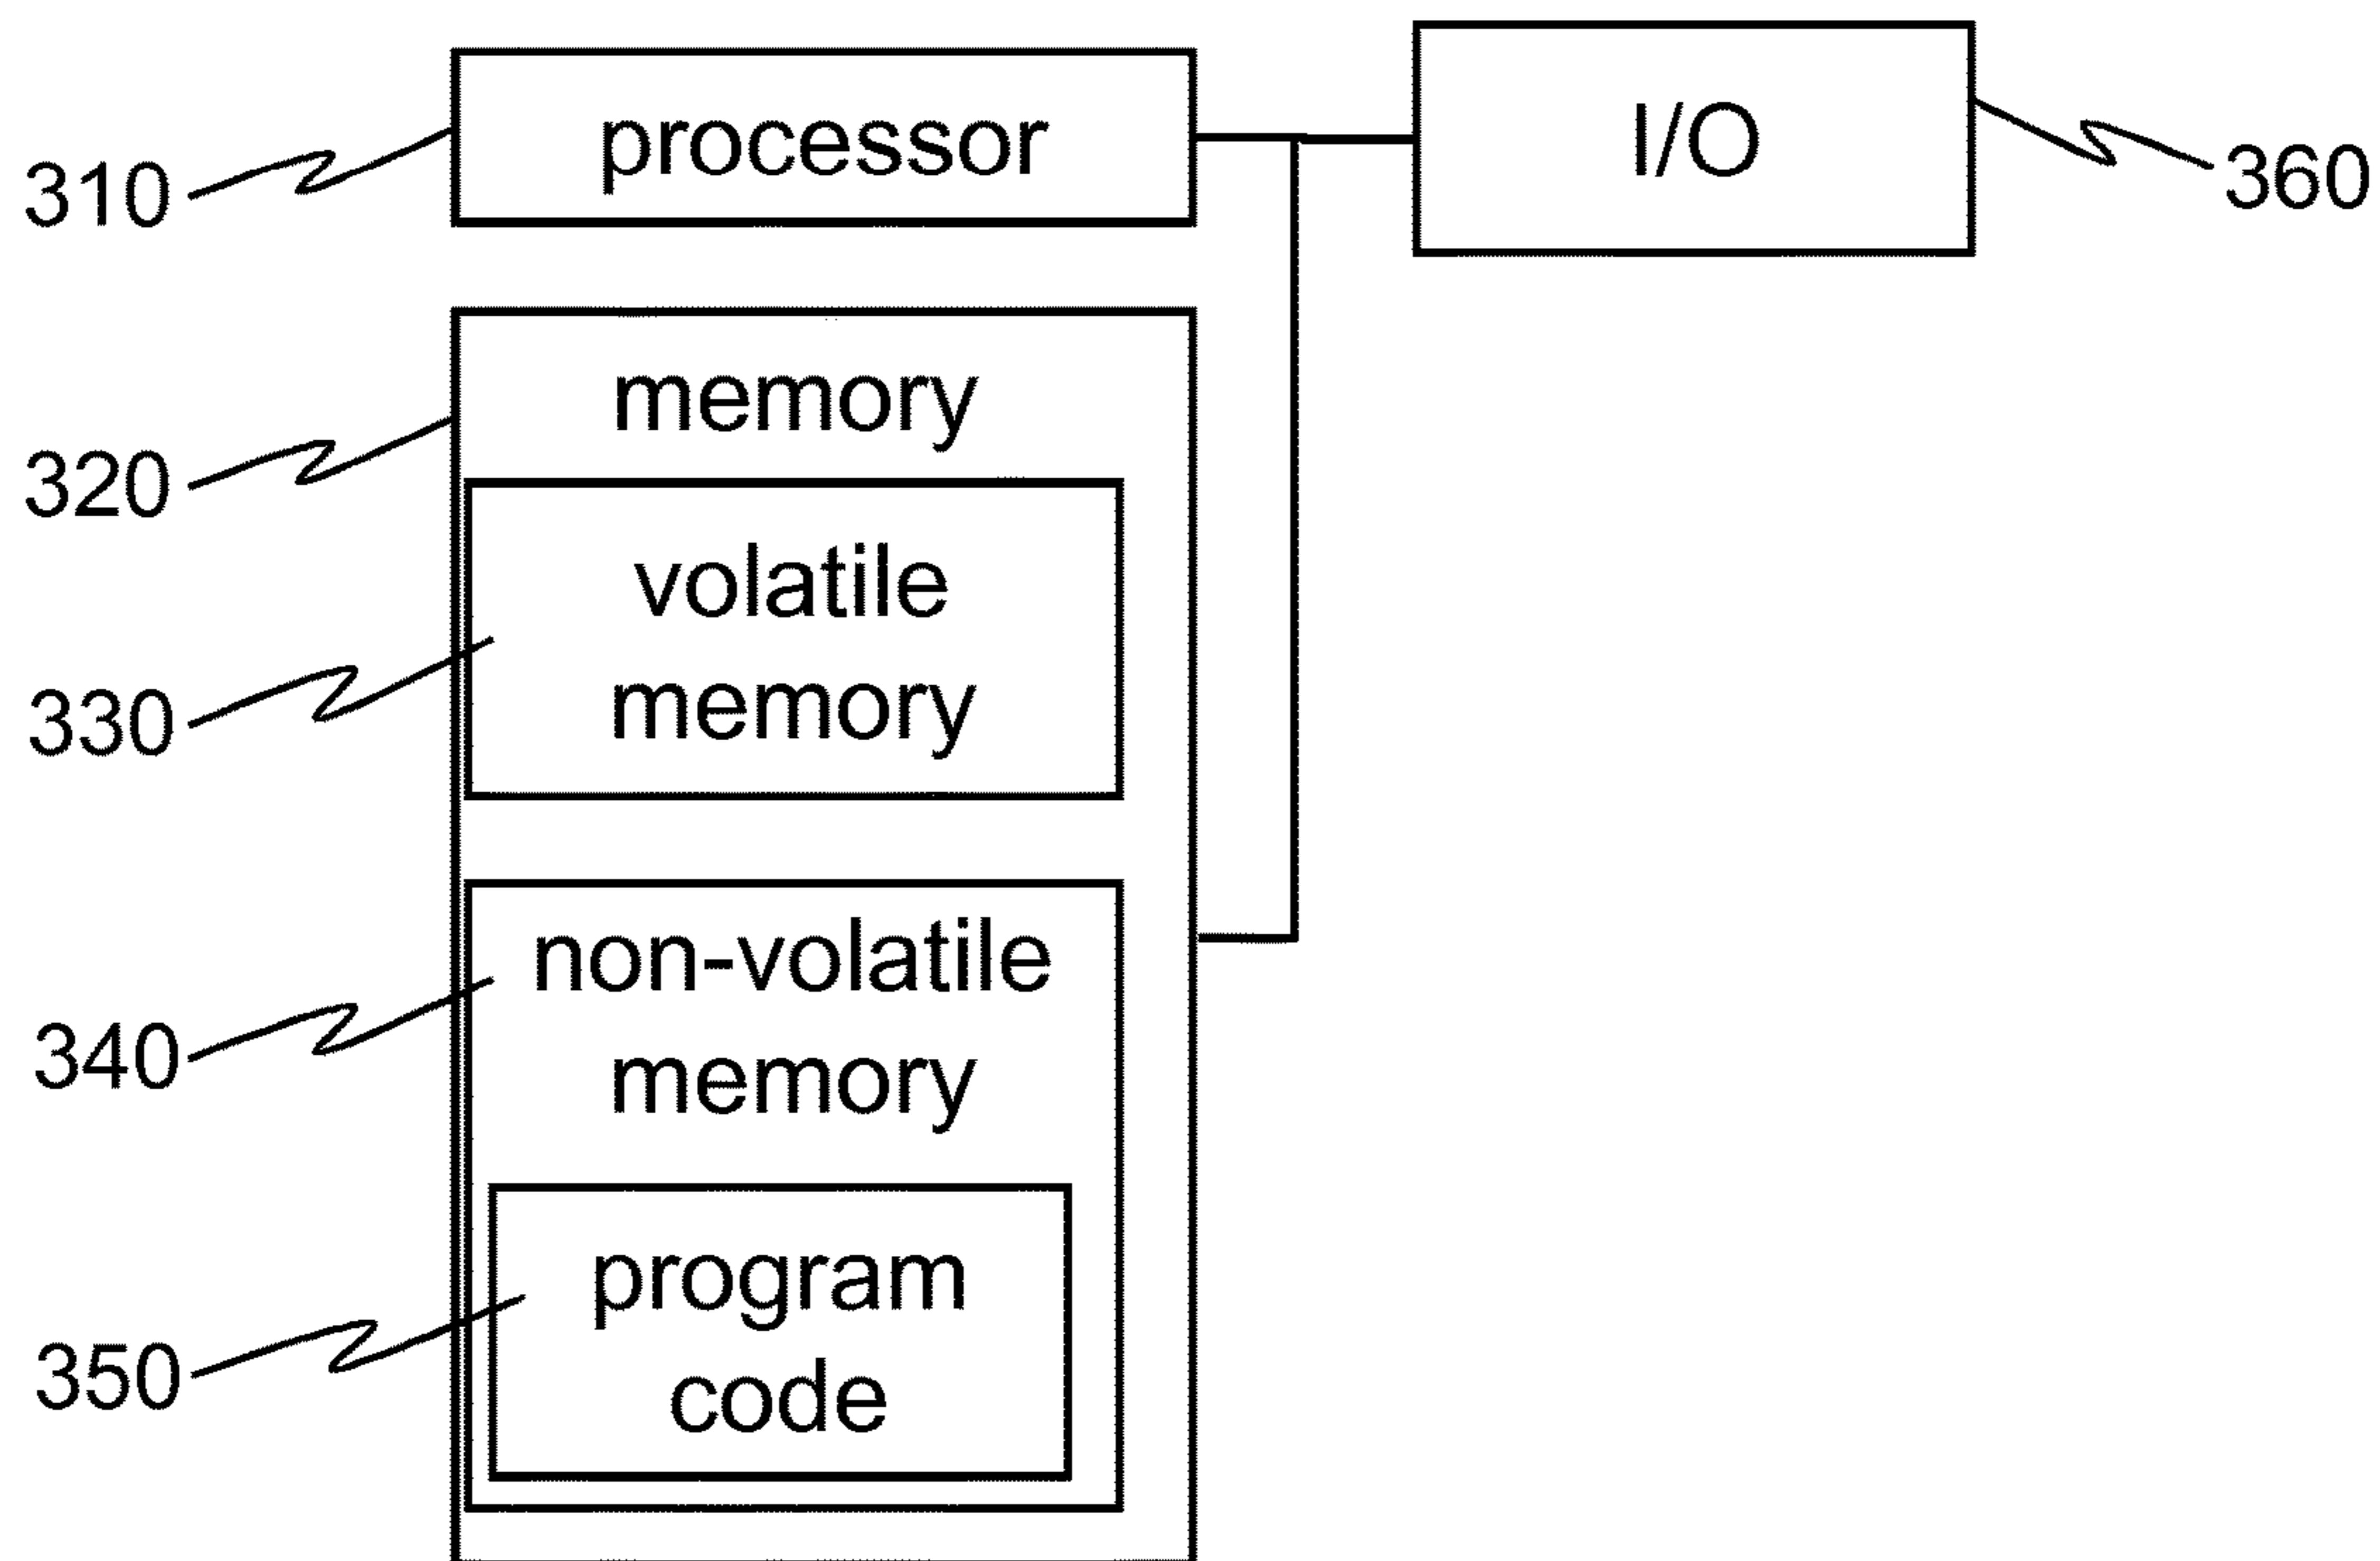 processor
I/O
310
360
memory
320
volatile
memory
330
non-volatile
memory
340
program
code
350